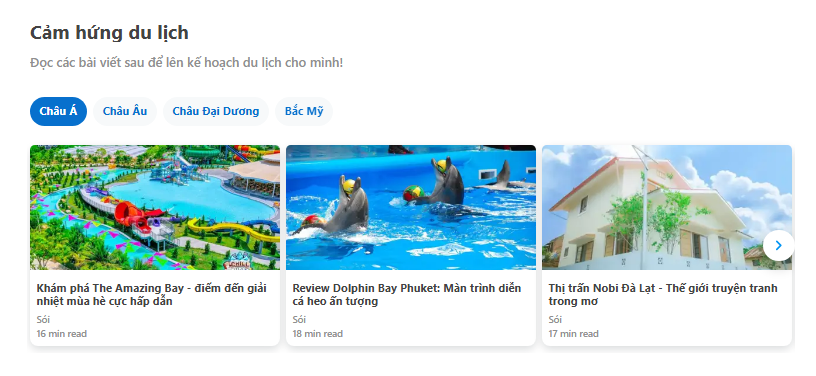 Cảm hứng du lịch
Đọc các bài viết sau để lên kế hoạch du lịch cho mình!
Châu Á
Châu Âu
Châu Đại Dương
Bắc Mỹ
Khám phá The Amazing Bay - điểm đến giải
nhiệt mùa hè cực hấp dẫn
Sói
16 min read
Review Dolphin Bay Phuket: Màn trình diễn
cá heo ấn tượng
Sói
18 min read
Thị trấn Nobi Đà Lạt - Thế giới truyện tranh
trong mơ
Sói
17 min read